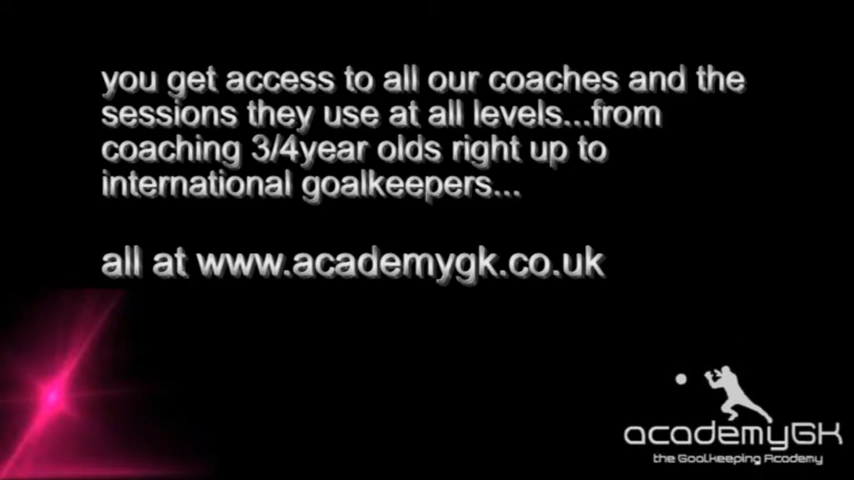 you get access to all our coaches and the
sessions they use at all levels...from
coaching 3/4year olds right up to
international goalkeepers...
all at www.academygk.co.uk
academyGK
the Goalkeeping Academy